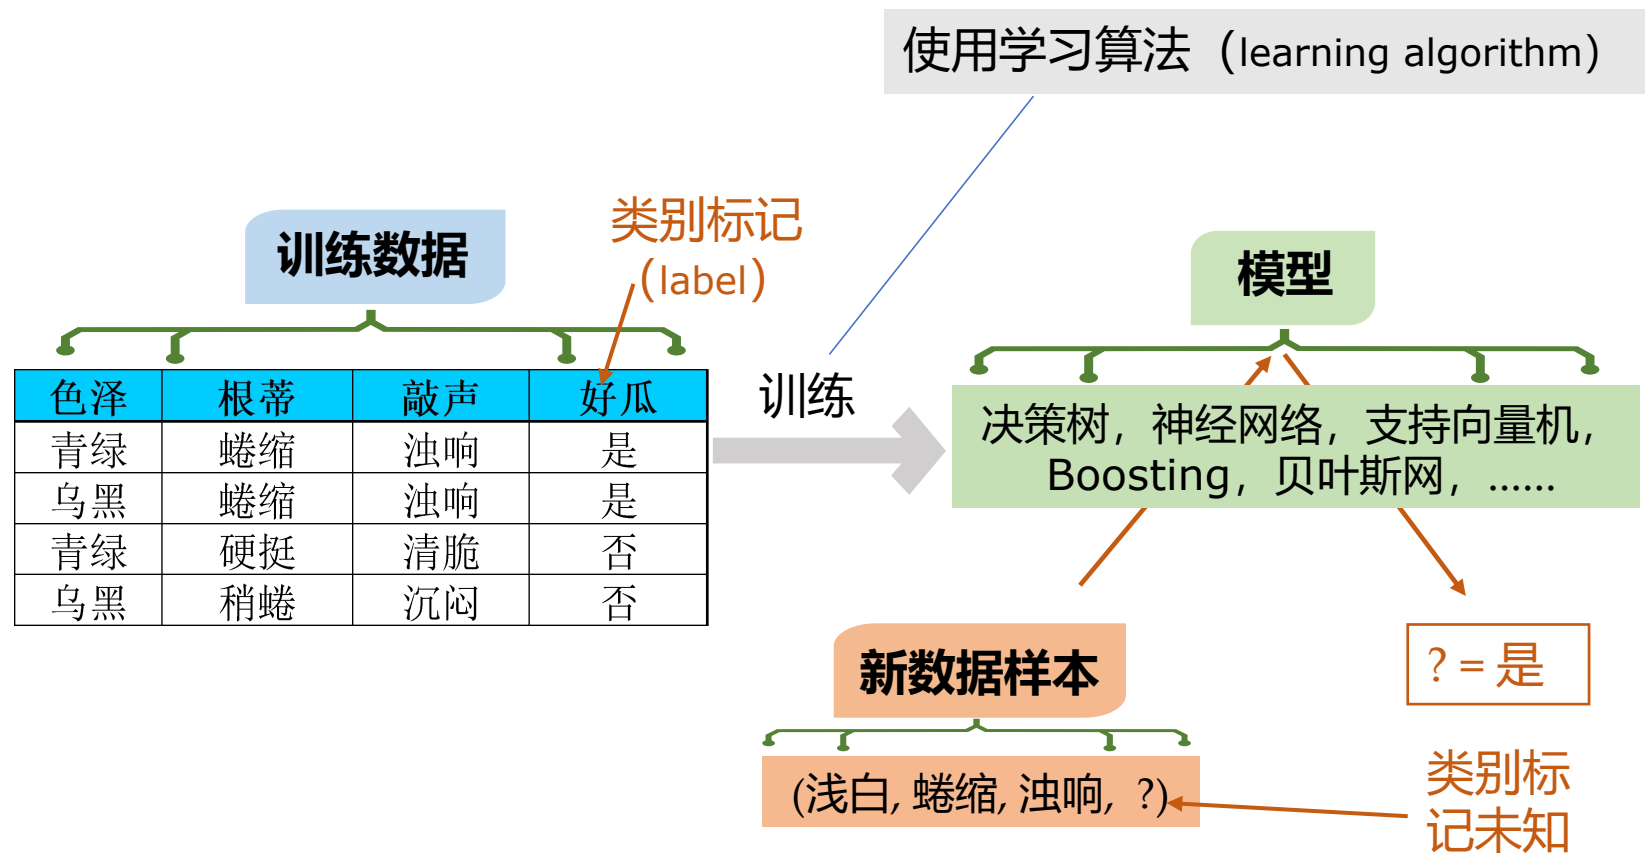 使用学习算法（learning algorithm）
类别标记
（label）
训练数据
模型
色泽 根蒂 敲声 好瓜
青绿 蜷缩 浊响 是
乌黑 蜷缩 浊响 是
青绿 硬挺 清脆 否
乌黑 稍蜷 沉闷 否
训练
决策树，神经网络，支持向量机，
Boosting，贝叶斯网，……
新数据样本
(浅白, 蜷缩, 浊响, ?)
? = 是
类别标
记未知